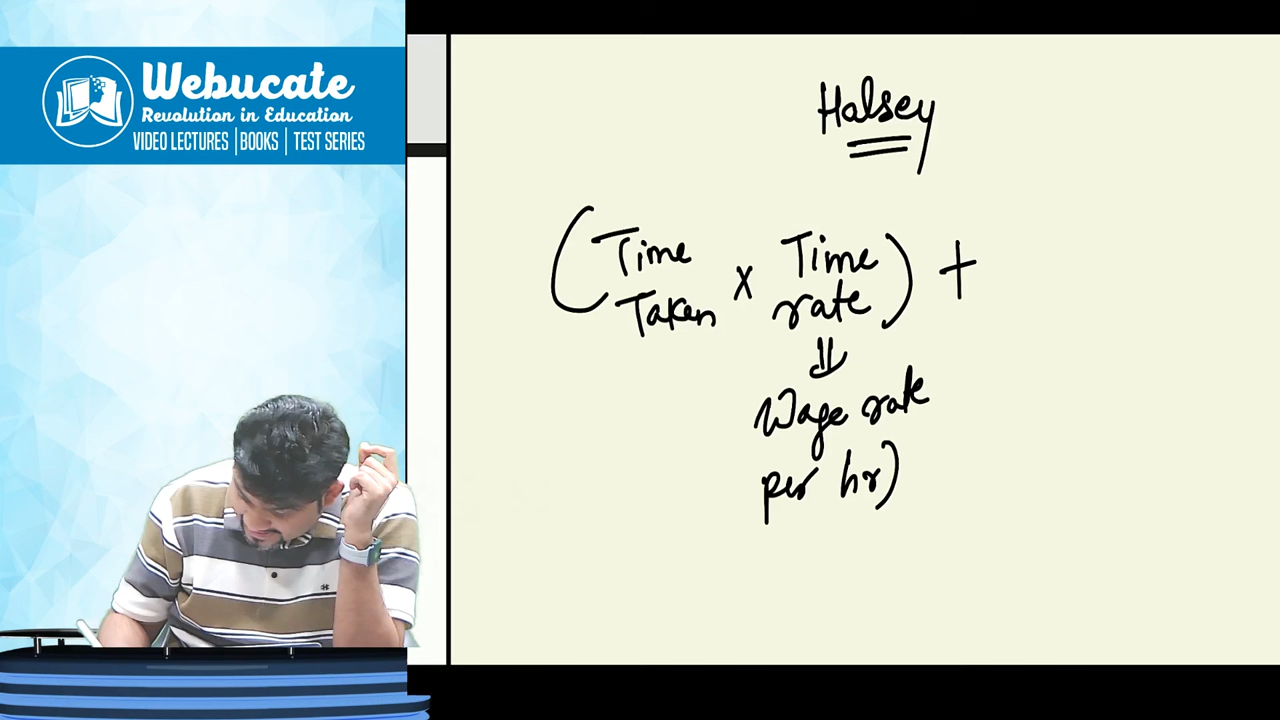 Webucate
Revolution in Education
VIDEO LECTURES | BOOKS | TEST SERIES
Halsey
(Time Taken x Time rate) +
⇓
Wage rate
per hr)